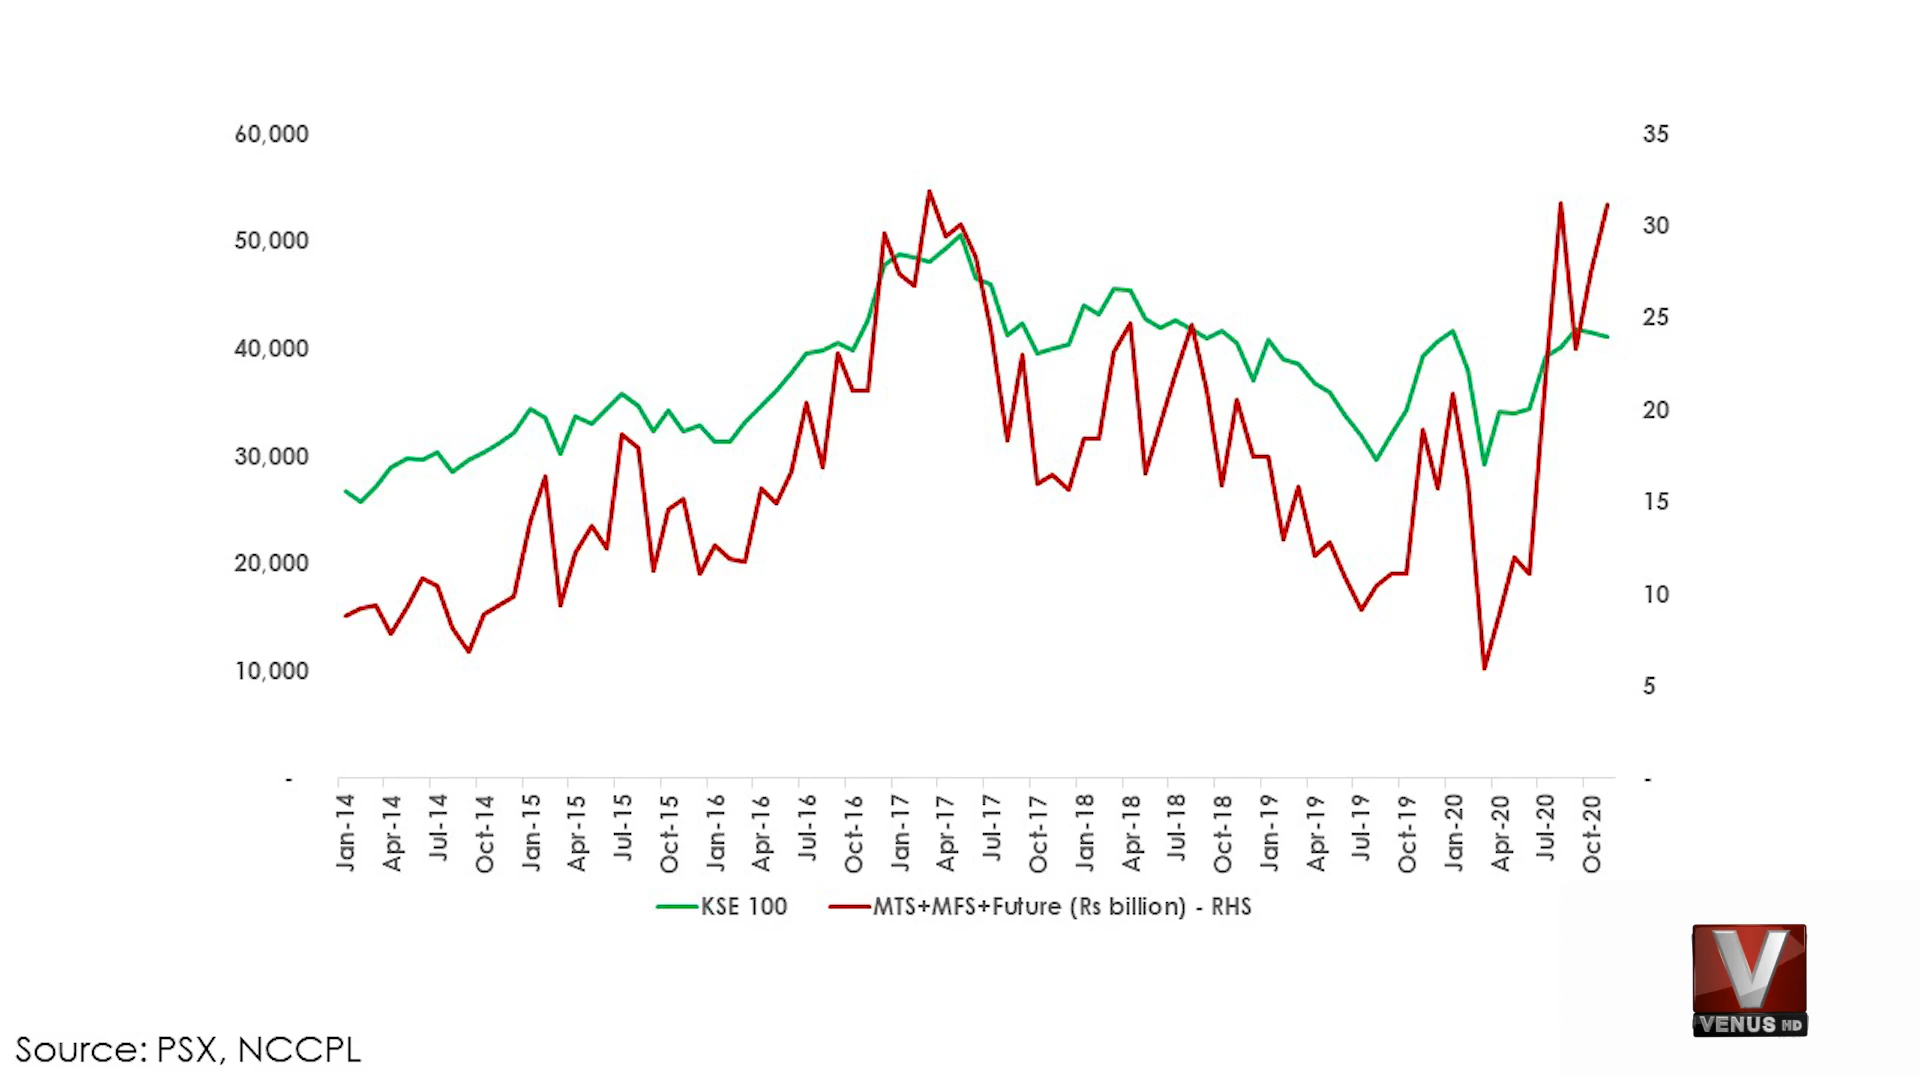 60,000
50,000
40,000
30,000
20,000
10,000
-
35
30
25
20
15
10
5
-
Jan-14
Apr-14
Jul-14
Oct-14
Jan-15
Apr-15
Jul-15
Oct-15
Jan-16
Apr-16
Jul-16
Oct-16
Jan-17
Apr-17
Jul-17
Oct-17
Jan-18
Apr-18
Jul-18
Oct-18
Jan-19
Apr-19
Jul-19
Oct-19
Jan-20
Apr-20
Jul-20
Oct-20
KSE 100
MTS+MFS+Future (Rs billion) - RHS
V
VENUS HD
Source: PSX, NCCPL